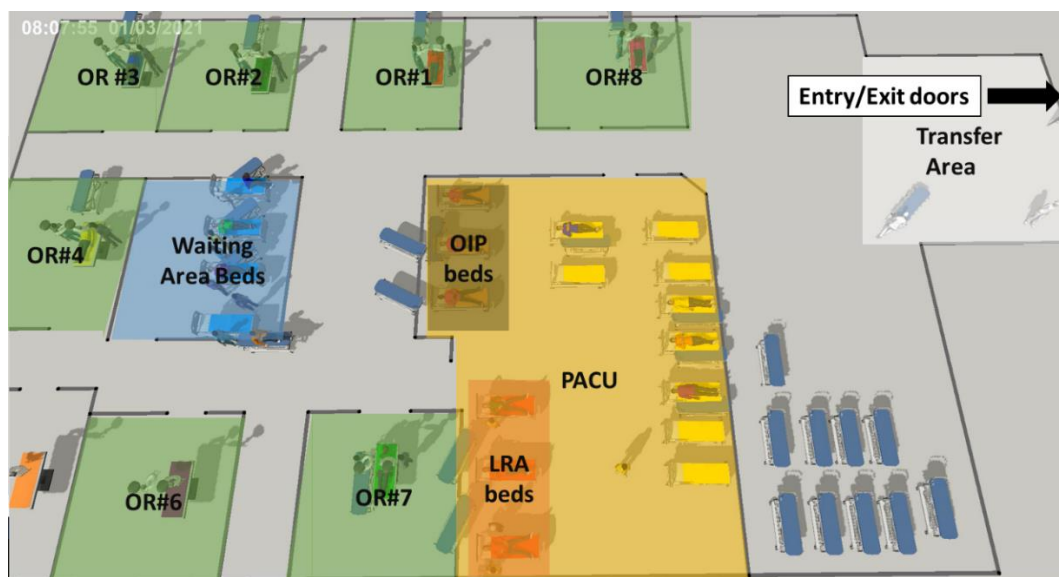 08:07:55 01/03/2021
OR #3
OR#2
OR#1
OR#8
Entry/Exit doors
Transfer
Area
OR#4
Waiting
Area Beds
OIP
beds
PACU
LRA
beds
OR#6
OR#7